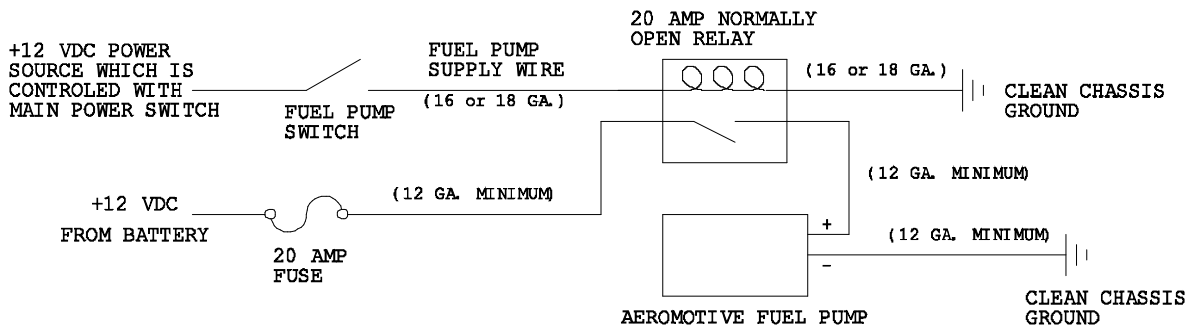 20 AMP NORMALLY
OPEN RELAY
+12 VDC POWER
SOURCE WHICH IS
CONTROLED WITH
MAIN POWER SWITCH
FUEL PUMP
SWITCH
FUEL PUMP
SUPPLY WIRE
(16 or 18 GA.)
(16 or 18 GA.)
CLEAN CHASSIS
GROUND
+12 VDC
FROM BATTERY
20 AMP
FUSE
(12 GA. MINIMUM)
(12 GA. MINIMUM)
+
-
(12 GA. MINIMUM)
AEROMOTIVE FUEL PUMP
CLEAN CHASSIS
GROUND